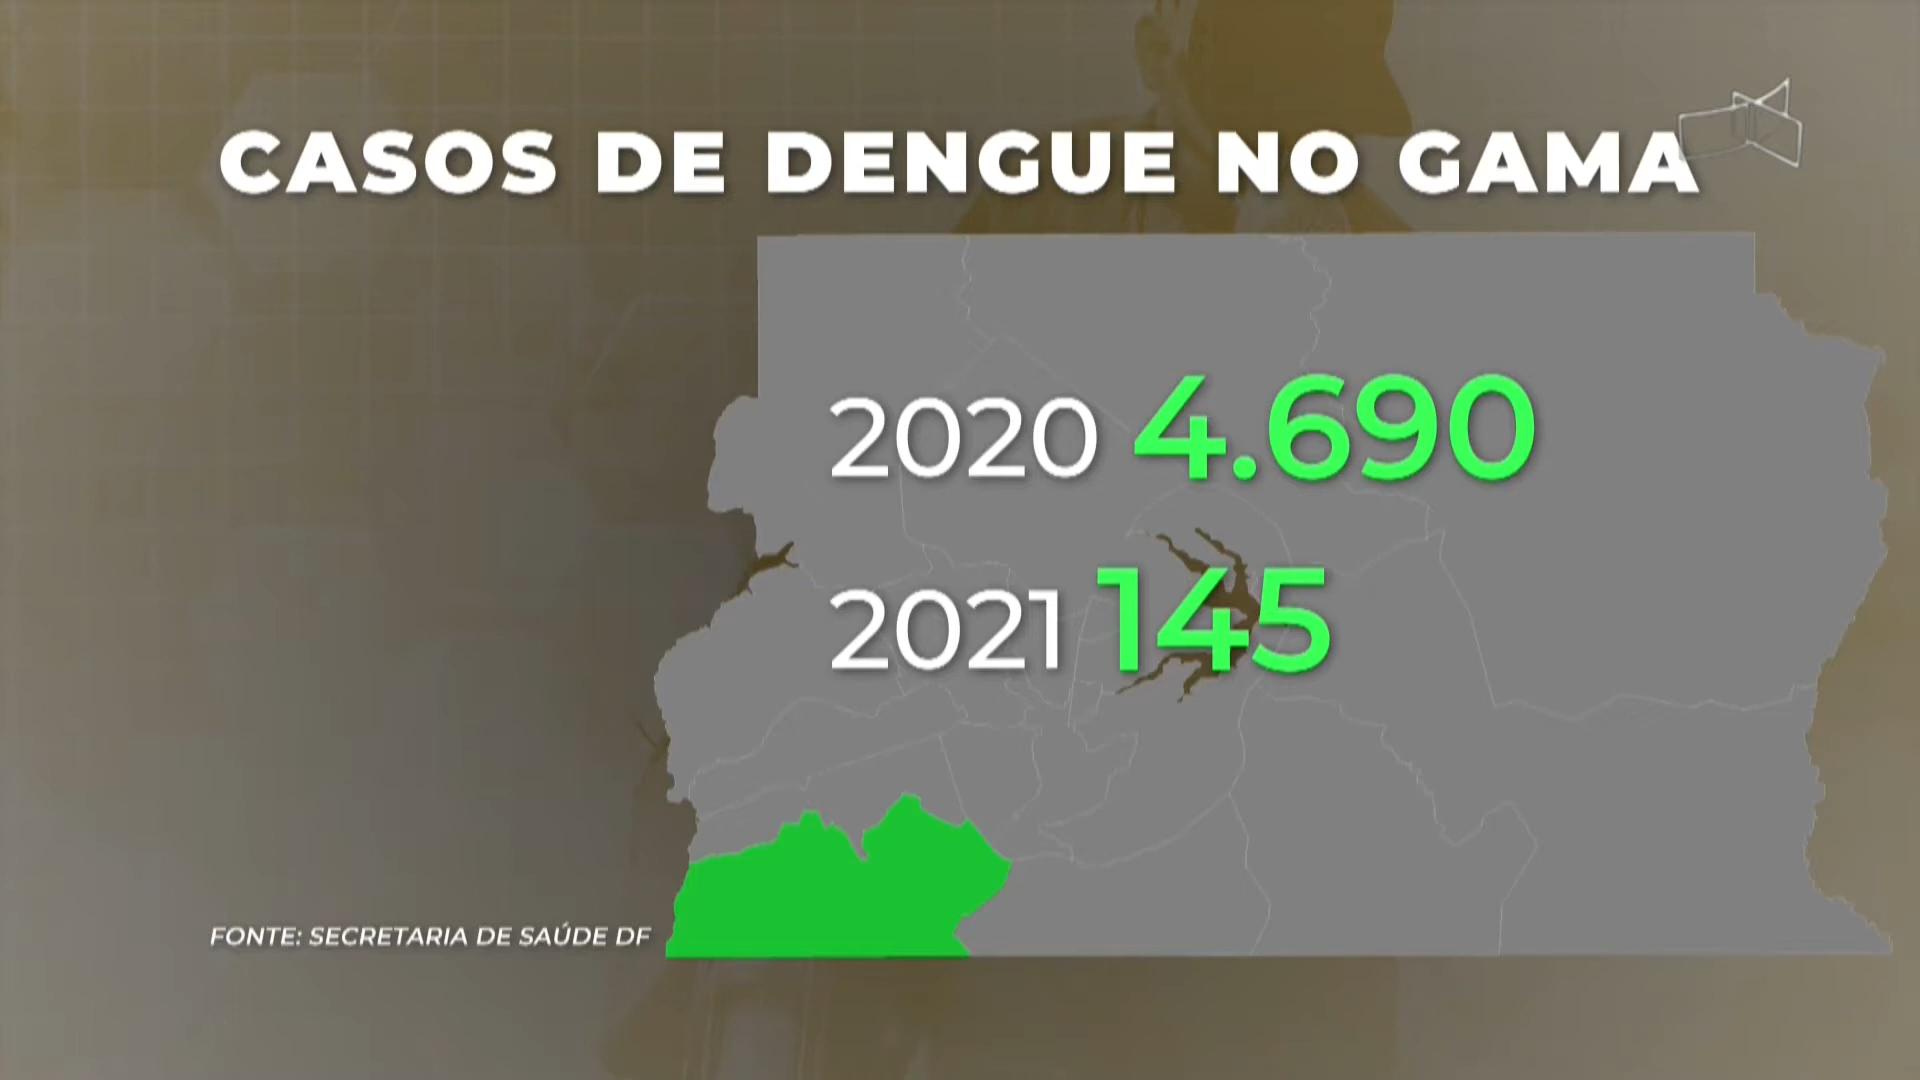 CASOS DE DENGUE NO GAMA
2020 4.690
2021 145
FONTE: SECRETARIA DE SAÚDE DF